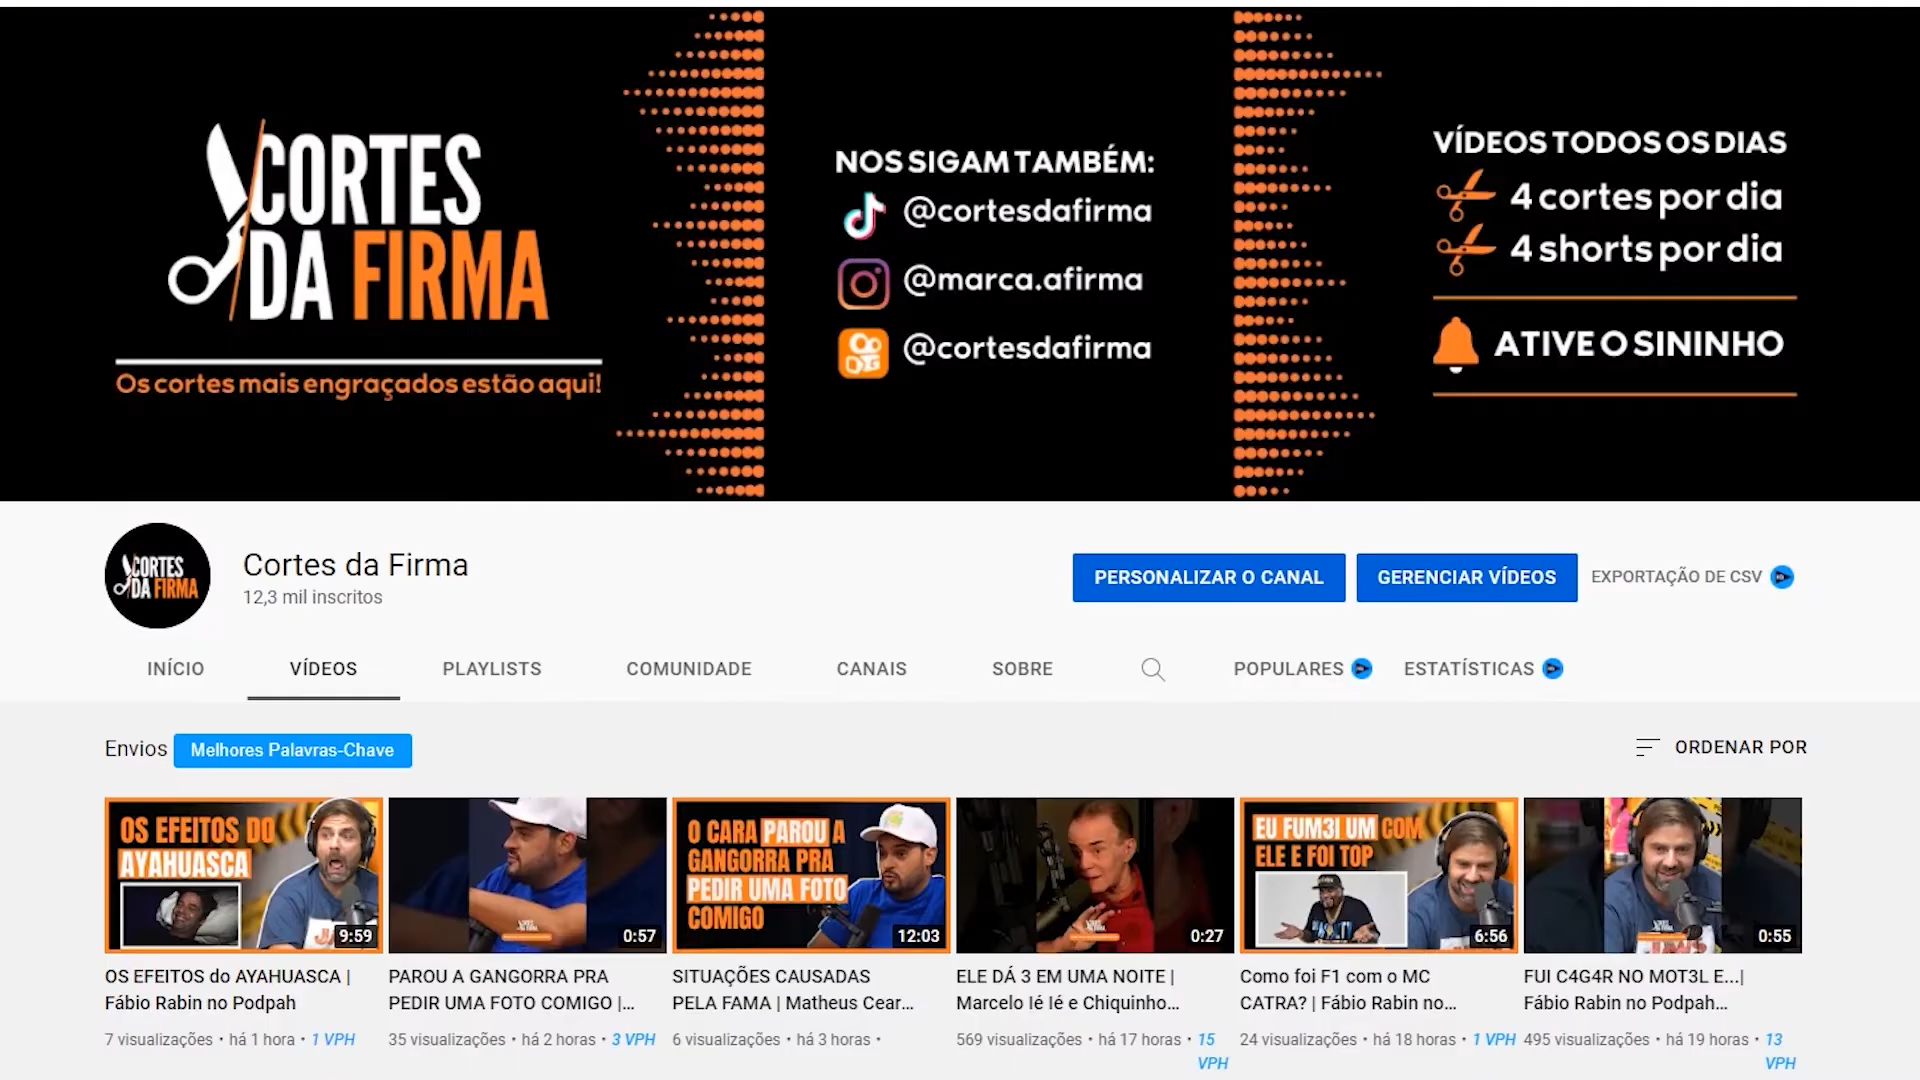 CORTES
DA FIRMA
Os cortes mais engraçados estão aqui!
NOS SIGAM TAMBÉM:
@cortesdafirma
@marca.afirma
@cortesdafirma
VÍDEOS TODOS OS DIAS
4 cortes por dia
4 shorts por dia
ATIVE O SININHO
CORTES
DA FIRMA
Cortes da Firma
12,3 mil inscritos
PERSONALIZAR O CANAL
GERENCIAR VÍDEOS
EXPORTAÇÃO DE CSV
INÍCIO
VÍDEOS
PLAYLISTS
COMUNIDADE
CANAIS
SOBRE
POPULARES
ESTATÍSTICAS
Envios
Melhores Palavras-Chave
ORDENAR POR
OS EFEITOS DO
AYAHUASCA
9:59
OS EFEITOS do AYAHUASCA |
Fábio Rabin no Podpah
7 visualizações • há 1 hora • 1 VPH
0:57
PAROU A GANGORRA PRA
PEDIR UMA FOTO COMIGO |...
35 visualizações • há 2 horas • 3 VPH
O CARA PAROU A
GANGORRA PRA
PEDIR UMA FOTO
COMIGO
12:03
SITUAÇÕES CAUSADAS
PELA FAMA | Matheus Cear...
6 visualizações • há 3 horas •
0:27
ELE DÁ 3 EM UMA NOITE |
Marcelo Ié Ié e Chiquinho...
569 visualizações • há 17 horas • 15
VPH
EU FUM3I UM COM
ELE E FOI TOP
6:56
Como foi F1 com o MC
CATRA? | Fábio Rabin no...
24 visualizações • há 18 horas • 1 VPH
0:55
FUI C4G4R NO MOT3L E...|
Fábio Rabin no Podpah...
495 visualizações • há 19 horas • 13
VPH